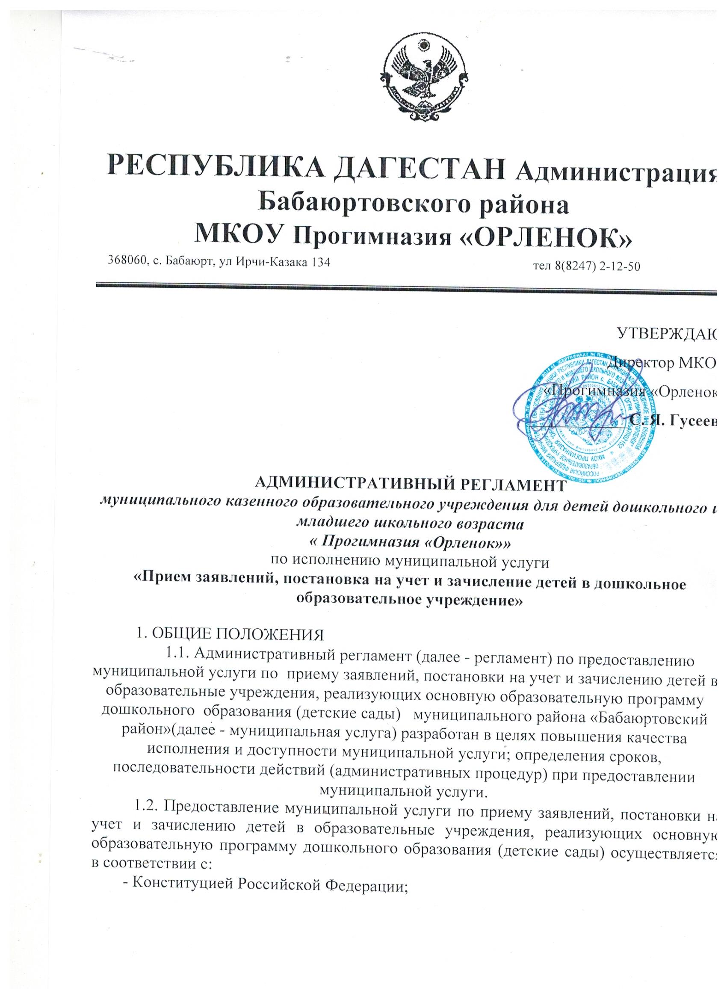 РЕСПУБЛИКА ДАГЕСТАН Администрация
Бабаюртовского района
МКОУ Прогимназия «ОРЛЕНОК»
368060, с. Бабаюрт, ул Ирчи-Казака 134 тел 8(8247) 2-12-50
УТВЕРЖДАЮ
Директор МКО
«Прогимназия «Орленок
С. Я. Гусеев
АДМИНИСТРАТИВНЫЙ РЕГЛАМЕНТ
муниципального казенного образовательного учреждения для детей дошкольного и
младшего школьного возраста
« Прогимназия «Орленок»»
по исполнению муниципальной услуги
«Прием заявлений, постановка на учет и зачисление детей в дошкольное
образовательное учреждение»
1. ОБЩИЕ ПОЛОЖЕНИЯ
1.1. Административный регламент (далее - регламент) по предоставлению
муниципальной услуги по приему заявлений, постановки на учет и зачислению детей в
образовательные учреждения, реализующих основную образовательную программу
дошкольного образования (детские сады) муниципального района «Бабаюртовский
район»(далее - муниципальная услуга) разработан в целях повышения качества
исполнения и доступности муниципальной услуги; определения сроков,
последовательности действий (административных процедур) при предоставлении
муниципальной услуги.
1.2. Предоставление муниципальной услуги по приему заявлений, постановки на
учет и зачислению детей в образовательные учреждения, реализующих основную
образовательную программу дошкольного образования (детские сады) осуществляется
в соответствии с:
- Конституцией Российской Федерации;